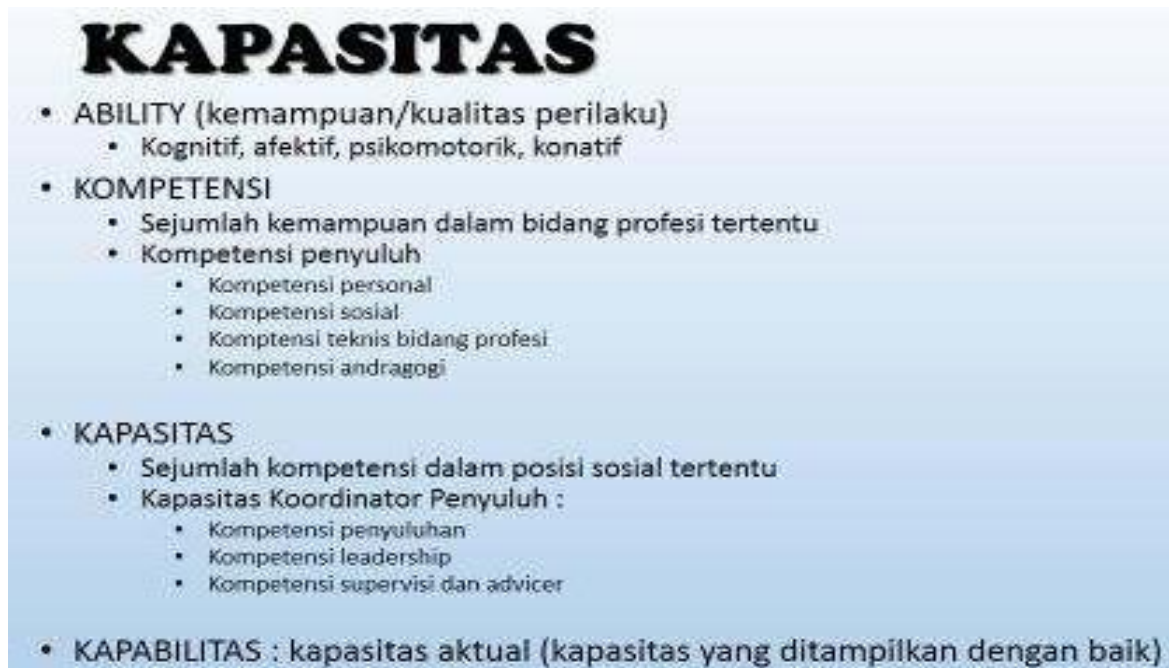 KAPASITAS
• ABILITY (kemampuan/kualitas perilaku)
• Kognitif, afektif, psikomotorik, konatif
• KOMPETENSI
• Sejumlah kemampuan dalam bidang profesi tertentu
• Kompetensi penyuluh
• Kompetensi personal
• Kompetensi sosial
• Komptensi teknis bidang profesi
• Kompetensi andragogi
• KAPASITAS
• Sejumlah kompetensi dalam posisi sosial tertentu
• Kapasitas Koordinator Penyuluh :
• Kompetensi penyuluhan
• Kompetensi leadership
• Kompetensi supervisi dan advicer
• KAPABILITAS : kapasitas aktual (kapasitas yang ditampilkan dengan baik)